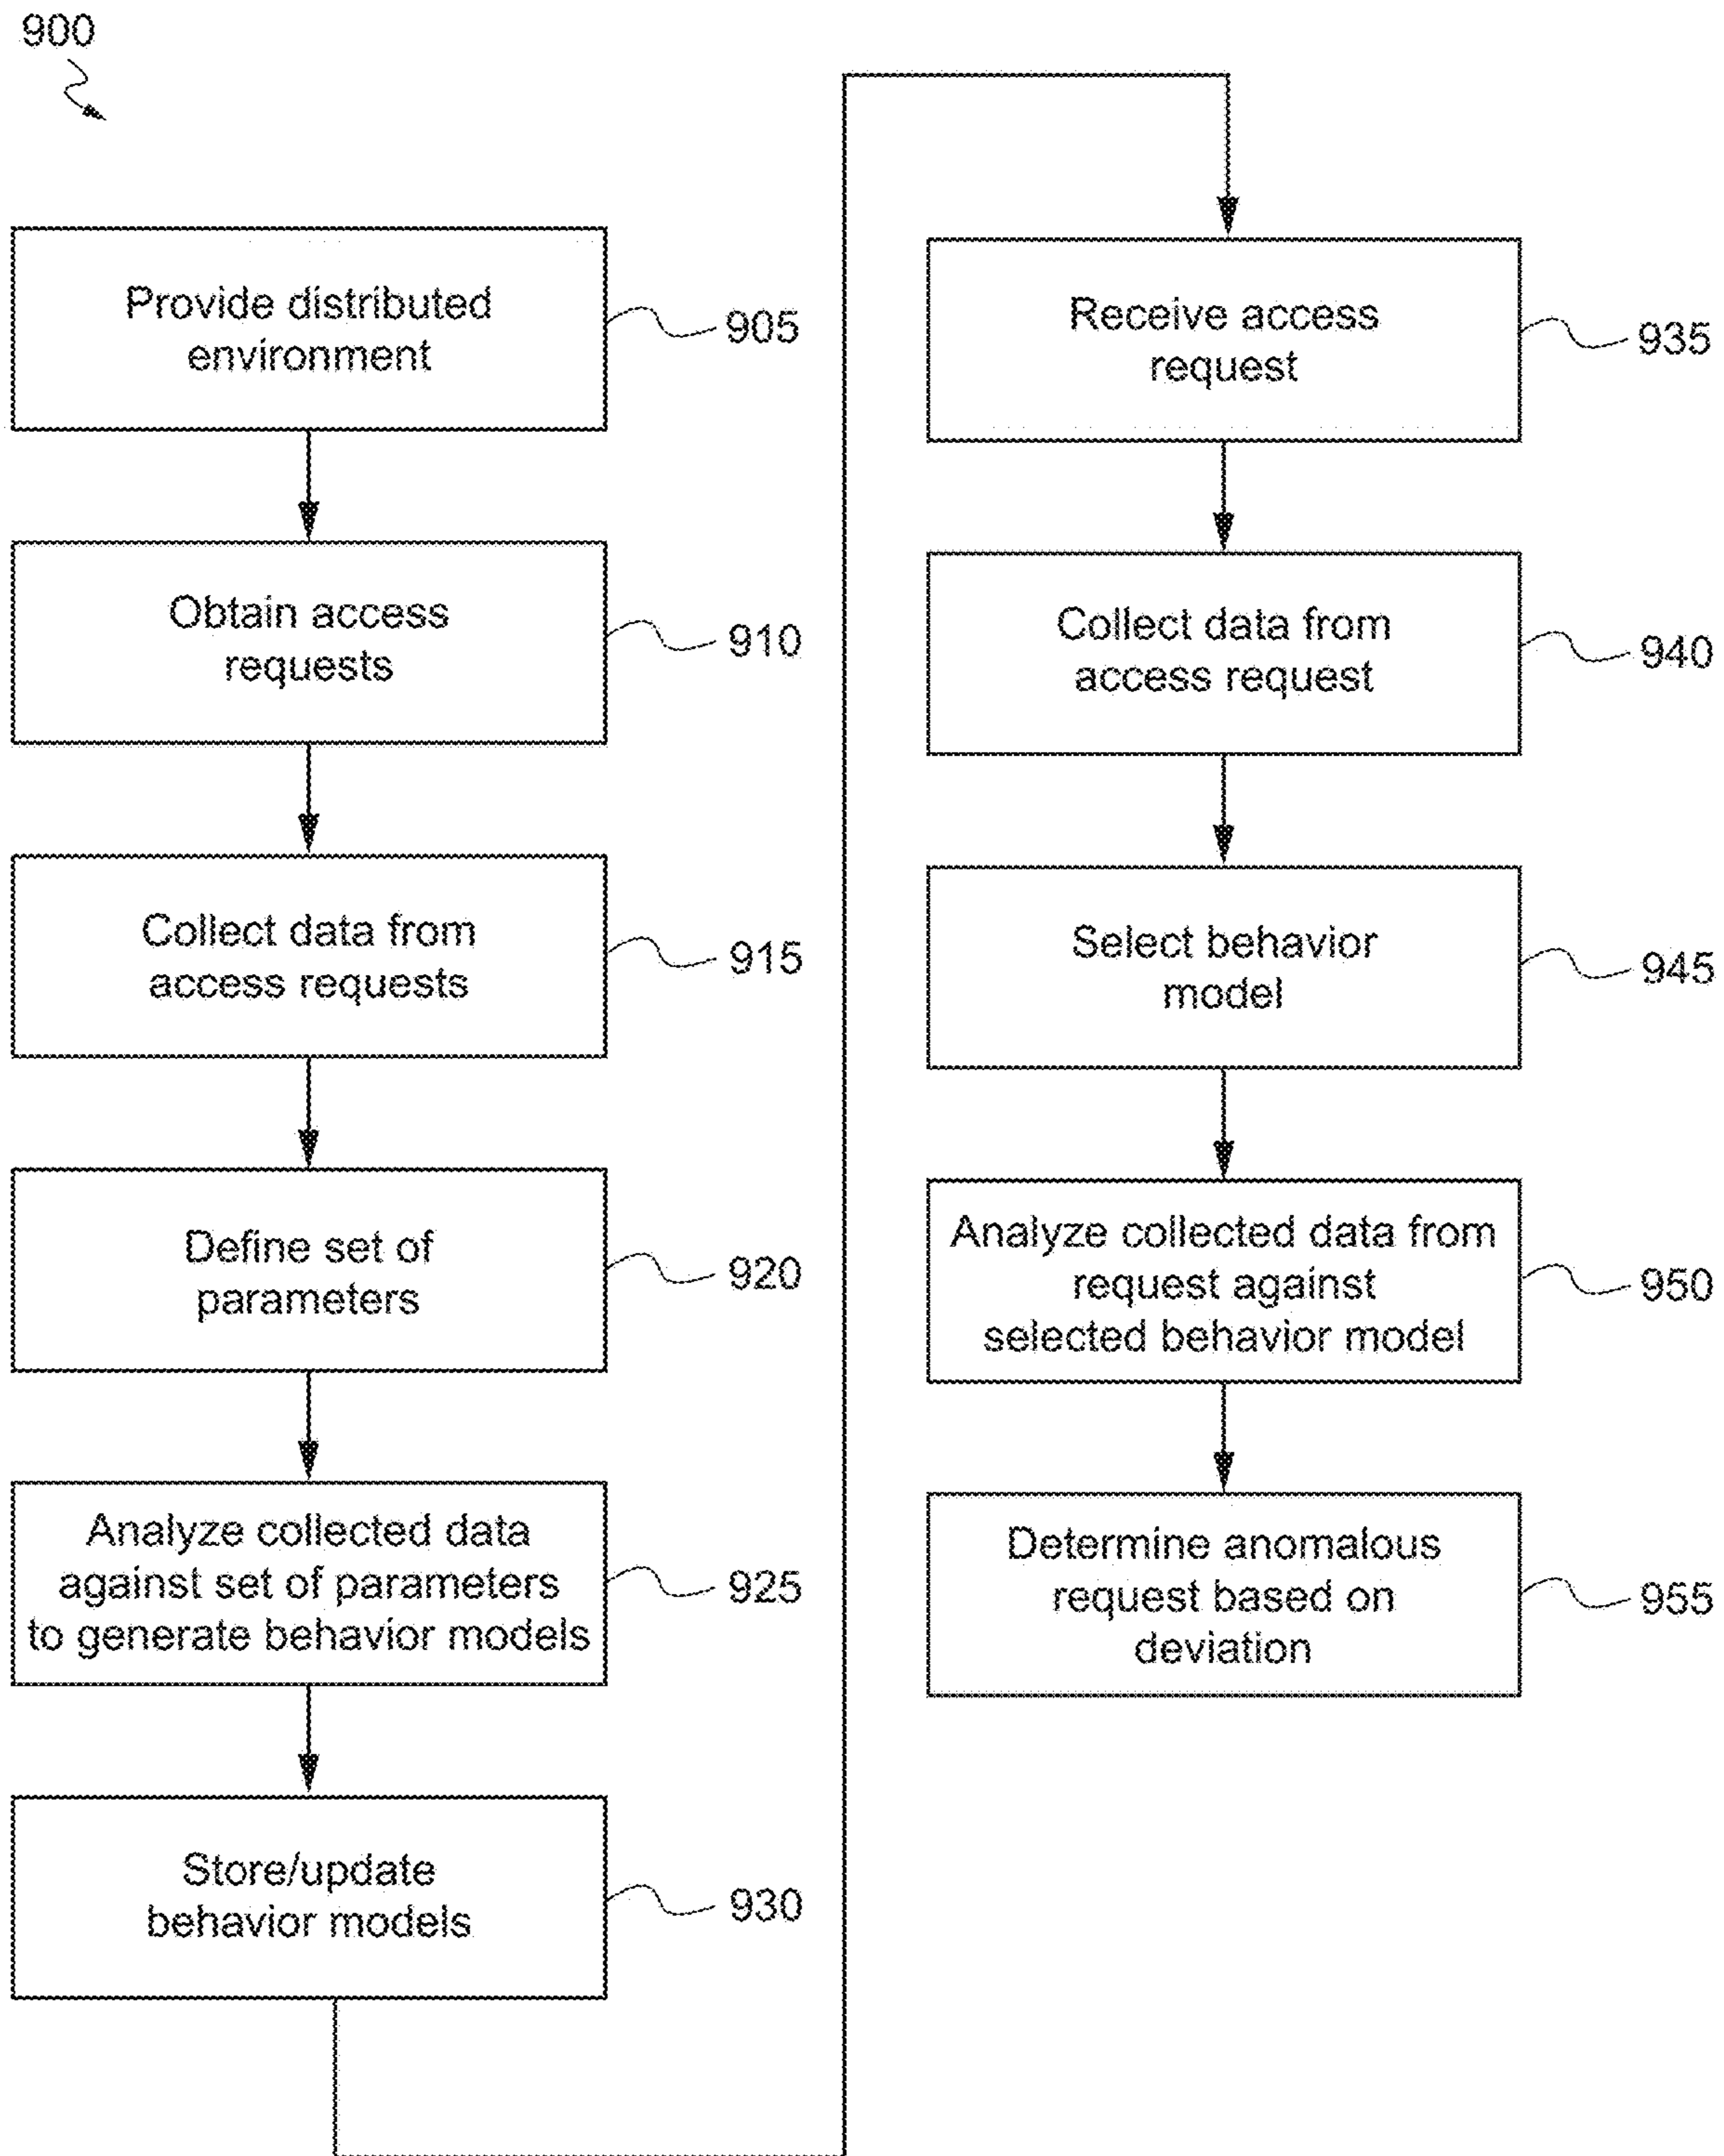 900
Provide distributed
environment
905
Obtain access
requests
910
Collect data from
access requests
915
Define set of
parameters
920
Analyze collected data
against set of parameters
to generate behavior models
925
Store/update
behavior models
930
Receive access
request
935
Collect data from
access request
940
Select behavior
model
945
Analyze collected data from
request against
selected behavior model
950
Determine anomalous
request based on
deviation
955